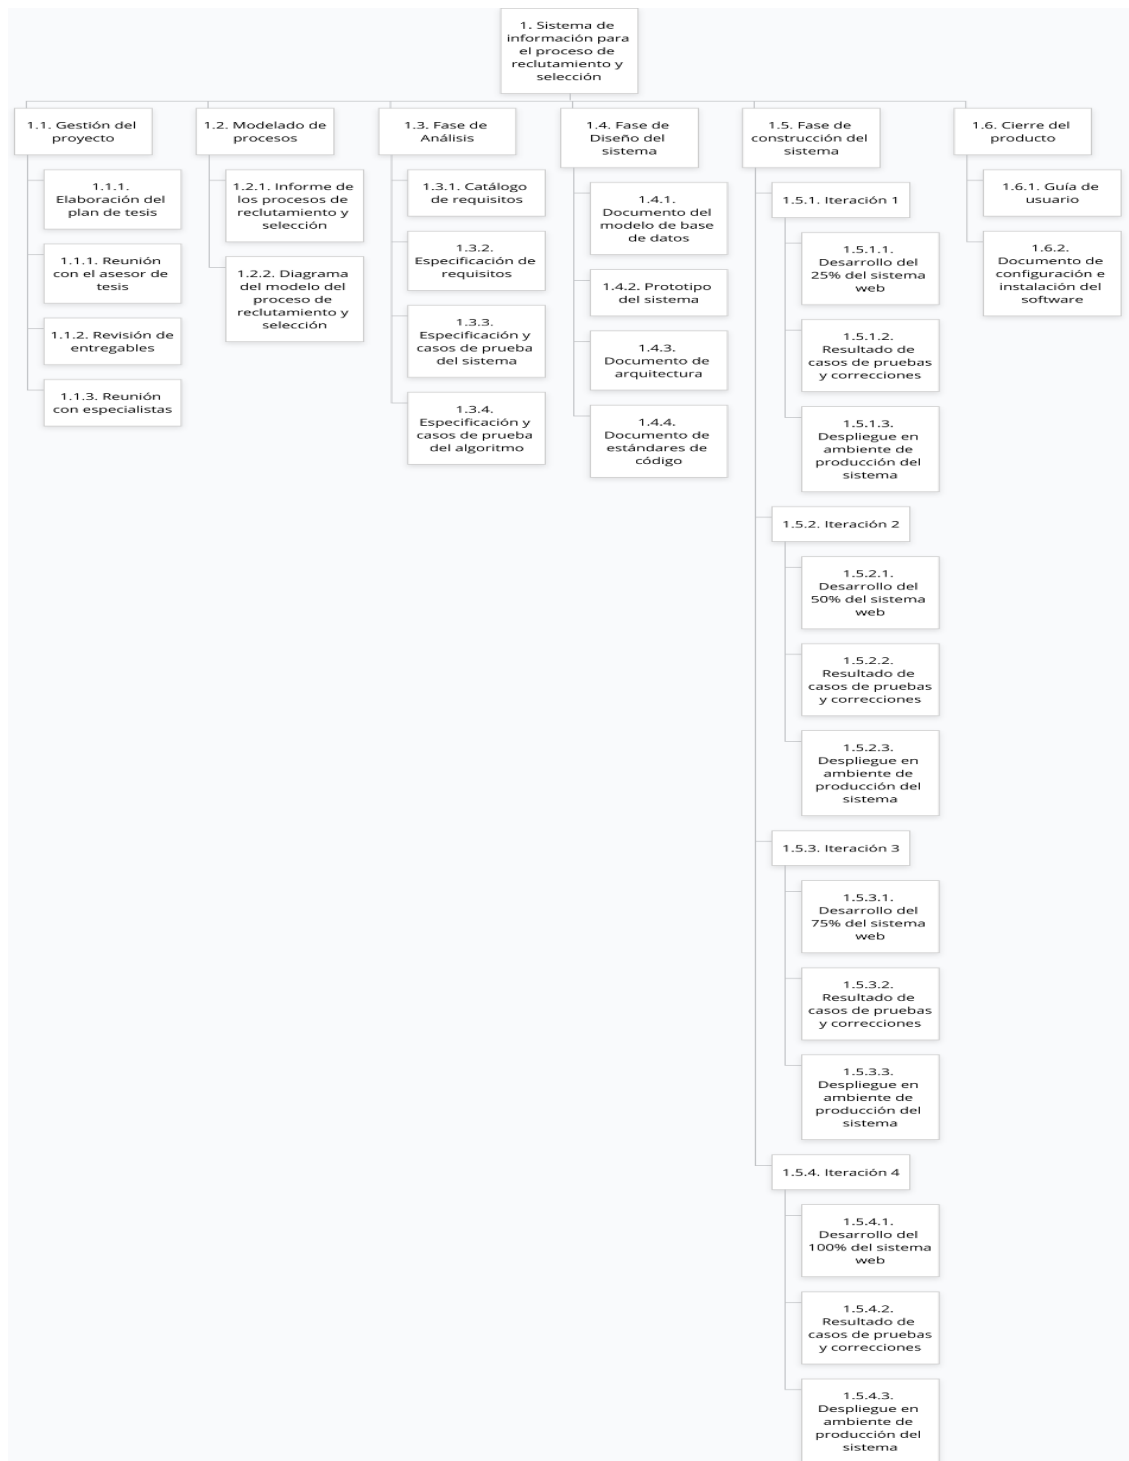 1. Sistema de
información para
el proceso de
reclutamiento y
selección
1.1. Gestión del
proyecto
1.1.1.
Elaboración del
plan de tesis
1.1.1. Reunión
con el asesor de
tesis
1.1.2. Revisión de
entregables
1.1.3. Reunión
con especialistas
1.2. Modelado de
procesos
1.2.1. Informe de
los procesos de
reclutamiento y
selección
1.2.2. Diagrama
del modelo del
proceso de
reclutamiento y
selección
1.3. Fase de
Análisis
1.3.1. Catálogo
de requisitos
1.3.2.
Especificación de
requisitos
1.3.3.
Especificación y
casos de prueba
del sistema
1.3.4.
Especificación y
casos de prueba
del algoritmo
1.4. Fase de
Diseño del
sistema
1.4.1.
Documento del
modelo de base
de datos
1.4.2. Prototipo
del sistema
1.4.3.
Documento de
arquitectura
1.4.4.
Documento de
estándares de
código
1.5. Fase de
construcción del
sistema
1.5.1. Iteración 1
1.5.1.1.
Desarrollo del
25% del sistema
web
1.5.1.2.
Resultado de
casos de pruebas
y correcciones
1.5.1.3.
Despliegue en
ambiente de
producción del
sistema
1.5.2. Iteración 2
1.5.2.1.
Desarrollo del
50% del sistema
web
1.5.2.2.
Resultado de
casos de pruebas
y correcciones
1.5.2.3.
Despliegue en
ambiente de
producción del
sistema
1.5.3. Iteración 3
1.5.3.1.
Desarrollo del
75% del sistema
web
1.5.3.2.
Resultado de
casos de pruebas
y correcciones
1.5.3.3.
Despliegue en
ambiente de
producción del
sistema
1.5.4. Iteración 4
1.5.4.1.
Desarrollo del
100% del sistema
web
1.5.4.2.
Resultado de
casos de pruebas
y correcciones
1.5.4.3.
Despliegue en
ambiente de
producción del
sistema
1.6. Cierre del
producto
1.6.1. Guía de
usuario
1.6.2.
Documento de
configuración e
instalación del
software